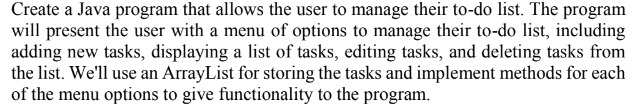 Create a Java program that allows the user to manage their to-do list. The program
will present the user with a menu of options to manage their to-do list, including
adding new tasks, displaying a list of tasks, editing tasks, and deleting tasks from
the list. We'll use an ArrayList for storing the tasks and implement methods for each
of the menu options to give functionality to the program.